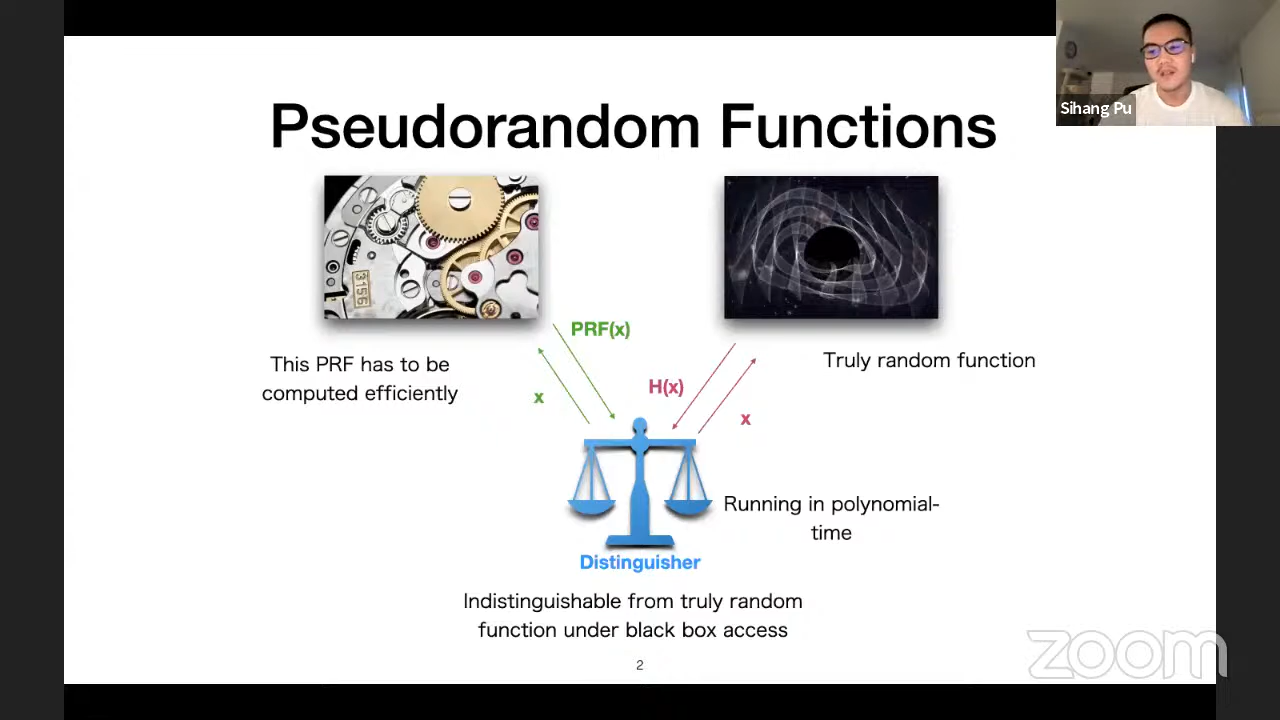 Sihang Pu
Pseudorandom Functions
3156
PRF(x)
This PRF has to be
computed efficiently
x
H(x)
x
Truly random function
Running in polynomial-
time
Distinguisher
Indistinguishable from truly random
function under black box access
2
zoom